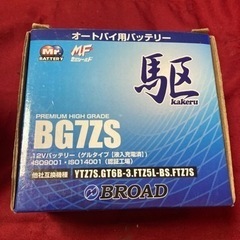 オートバイ用バッテリー
Mr.
BATTERY
MF
駆
kakeru
PREMIUM HIGH GRADE
BG7ZS
12Vバッテリー(ゲルタイプ)[液入充電済]
ISO9001・ISO14001(認証工場)
他社互換機種
YTZ7S.GT6B-3.FTZ5L-BS.FTZ7S
BROAD